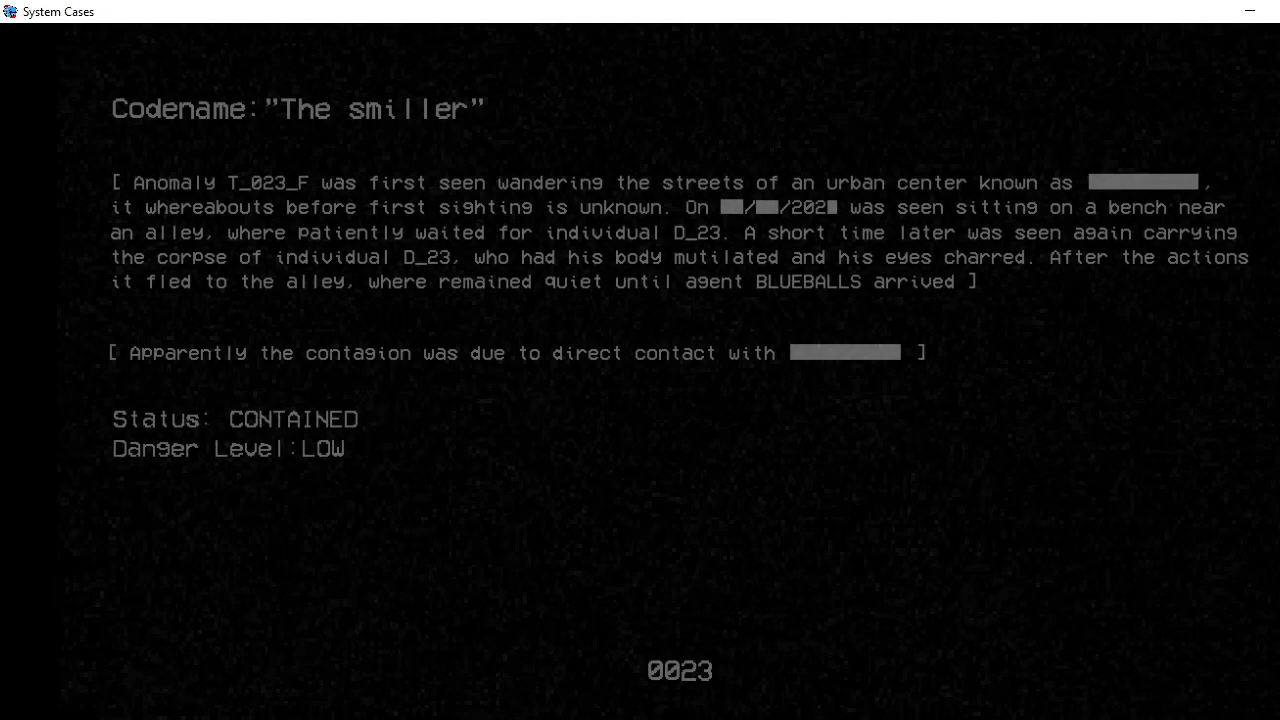 System Cases
Codename:"The smiller"
[ Anomaly T_023_F was first seen wandering the streets of an urban center known as ██████████,
it whereabouts before first sighting is unknown. On ██/██/202█ was seen sitting on a bench near
an alley, where patiently waited for individual D_23. A short time later was seen again carrying
the corpse of individual D_23, who had his body mutilated and his eyes charred. After the actions
it fled to the alley, where remained quiet until agent BLUEBALLS arrived ]
[ Apparently the contagion was due to direct contact with ██████████ ]
Status: CONTAINED
Danger Level:LOW
0023